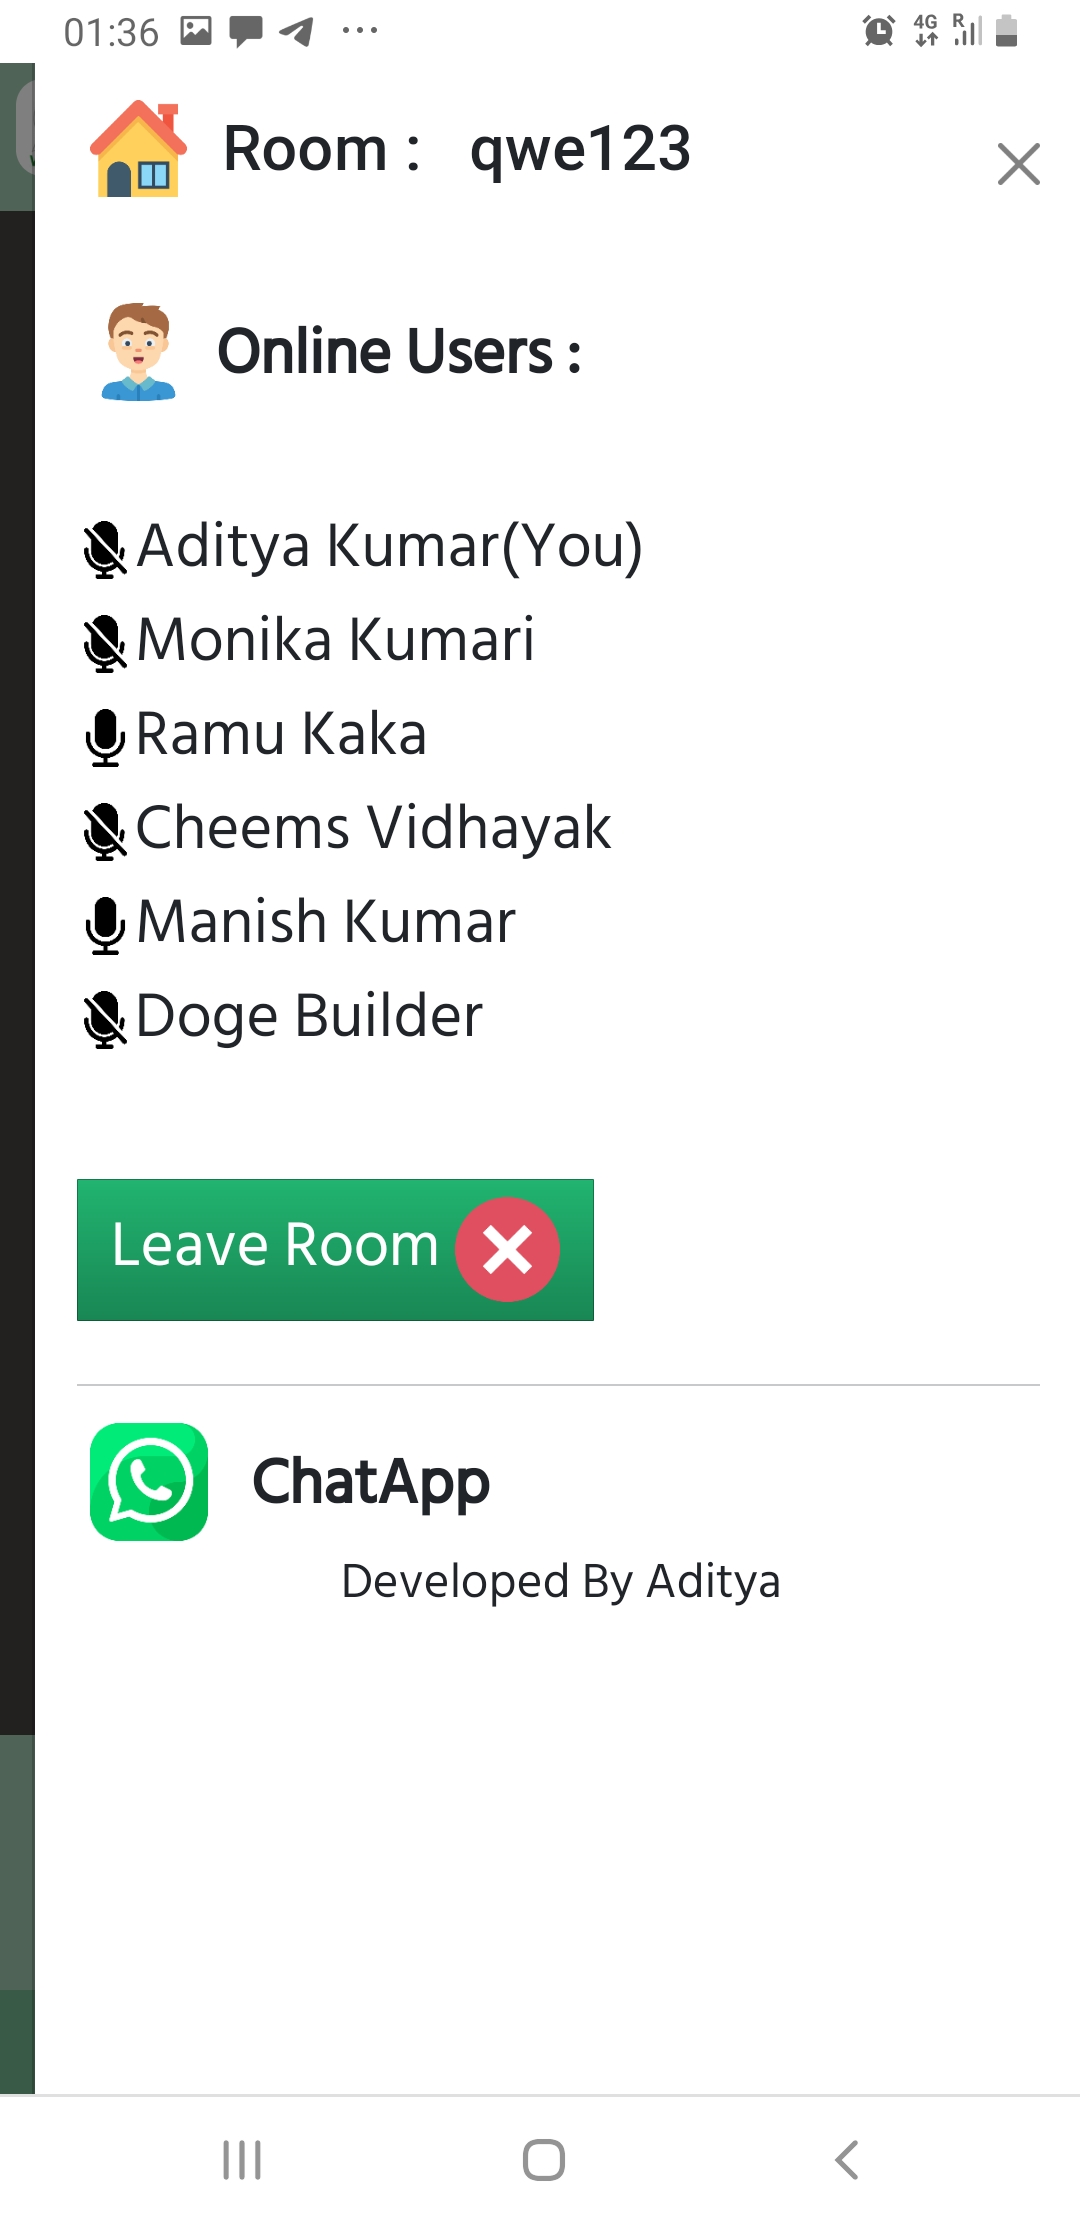 01:36 4G R
Room : qwe123
Online Users :
Aditya Kumar(You)
Monika Kumari
Ramu Kaka
Cheems Vidhayak
Manish Kumar
Doge Builder
Leave Room
ChatApp
Developed By Aditya